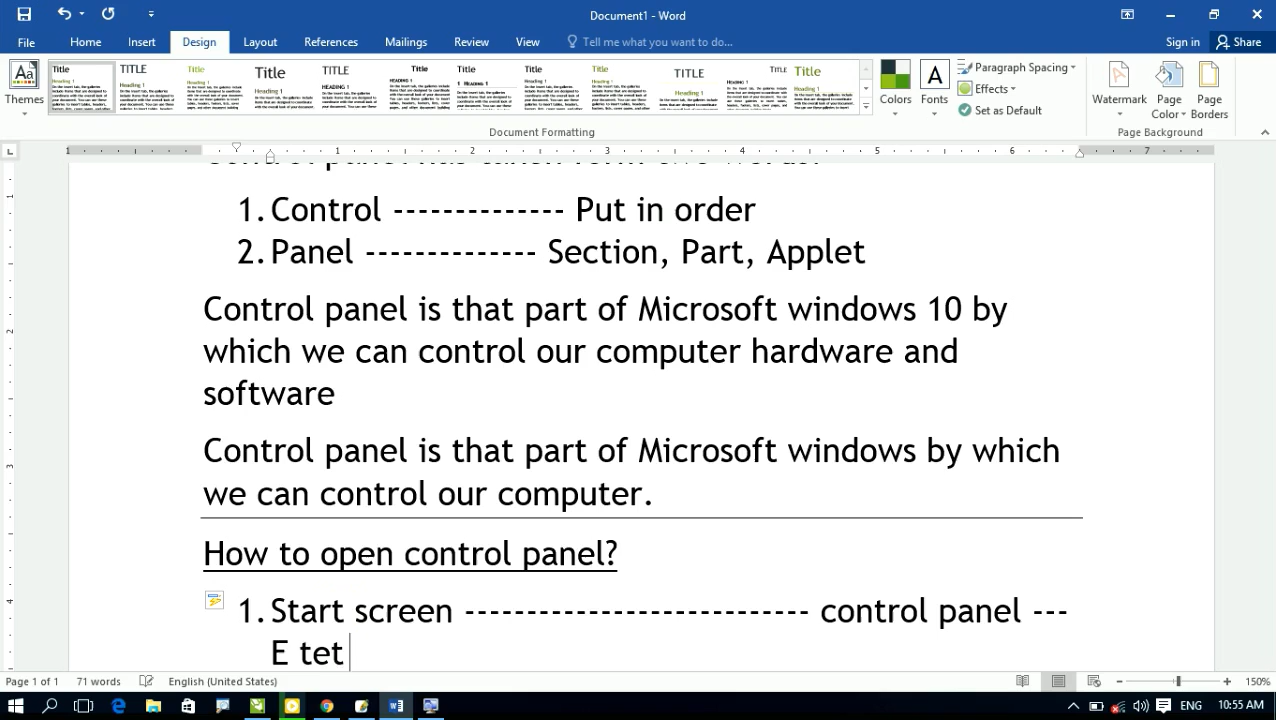 Document1 - Word
File Home Insert Design Layout References Mailings Review View Tell me what you want to do... Sign in Share
Themes
Colors
Fonts
Paragraph Spacing
Effects
Set as Default
Watermark
Page Color
Page Borders
Document Formatting
Page Background
1. Control -------------- Put in order
2. Panel -------------- Section, Part, Applet
Control panel is that part of Microsoft windows 10 by
which we can control our computer hardware and
software
Control panel is that part of Microsoft windows by which
we can control our computer.
How to open control panel?
1. Start screen ---------------------------- control panel ---
E tet
Page 1 of 1 71 words English (United States) 150%
ENG 10:55 AM